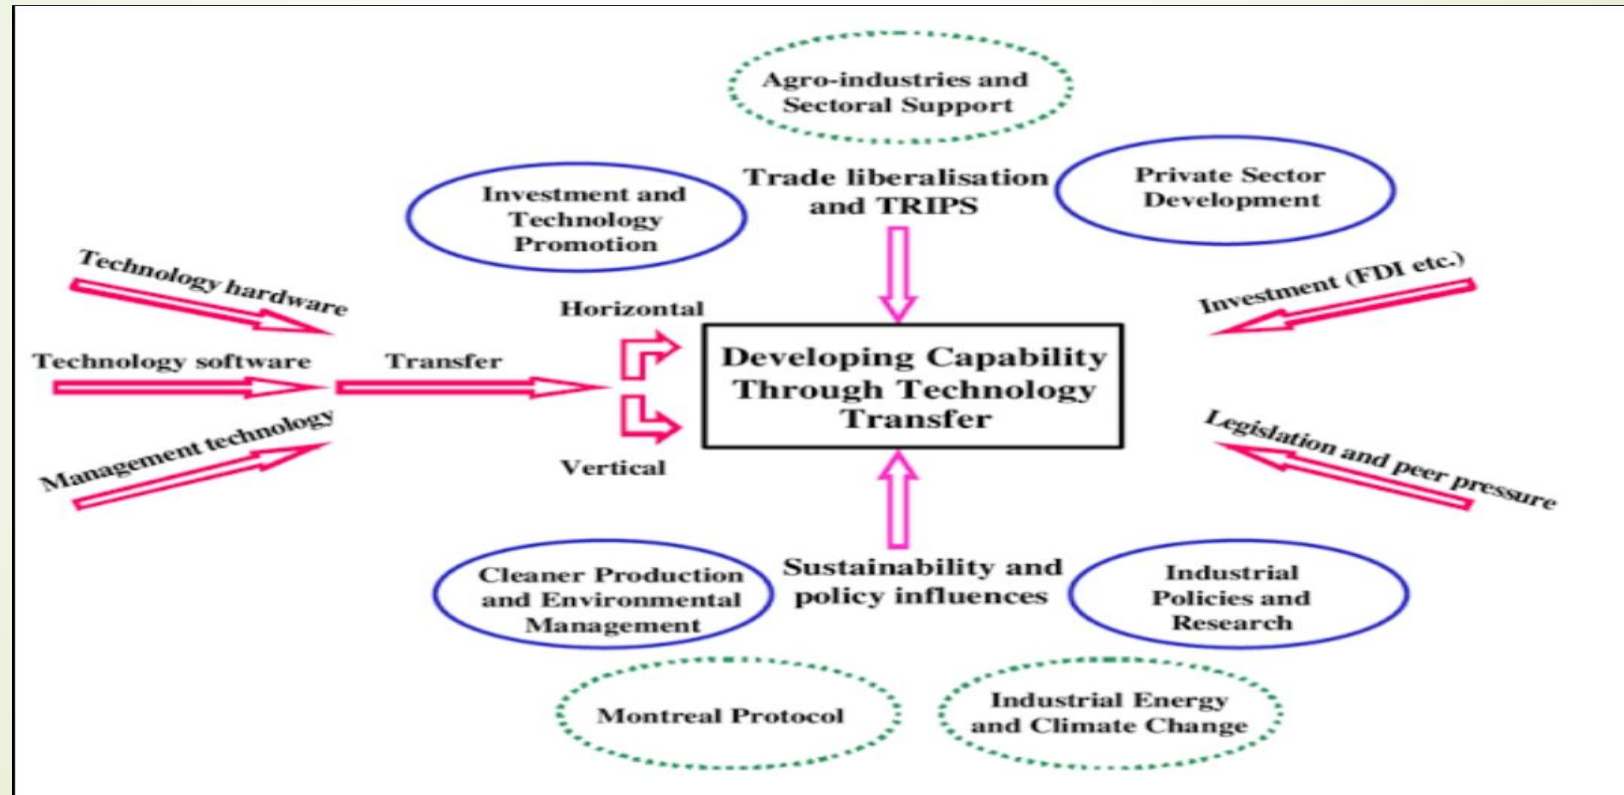 Agro-industries and
Sectoral Support
Trade liberalisation
and TRIPS
Private Sector
Development
Investment and
Technology
Promotion
Technology hardware
Investment (FDI etc.)
Horizontal
Technology software
Transfer
Developing Capability
Through Technology
Transfer
Management technology
Legislation and peer pressure
Vertical
Cleaner Production
and Environmental
Management
Sustainability and
policy influences
Industrial
Policies and
Research
Montreal Protocol
Industrial Energy
and Climate Change